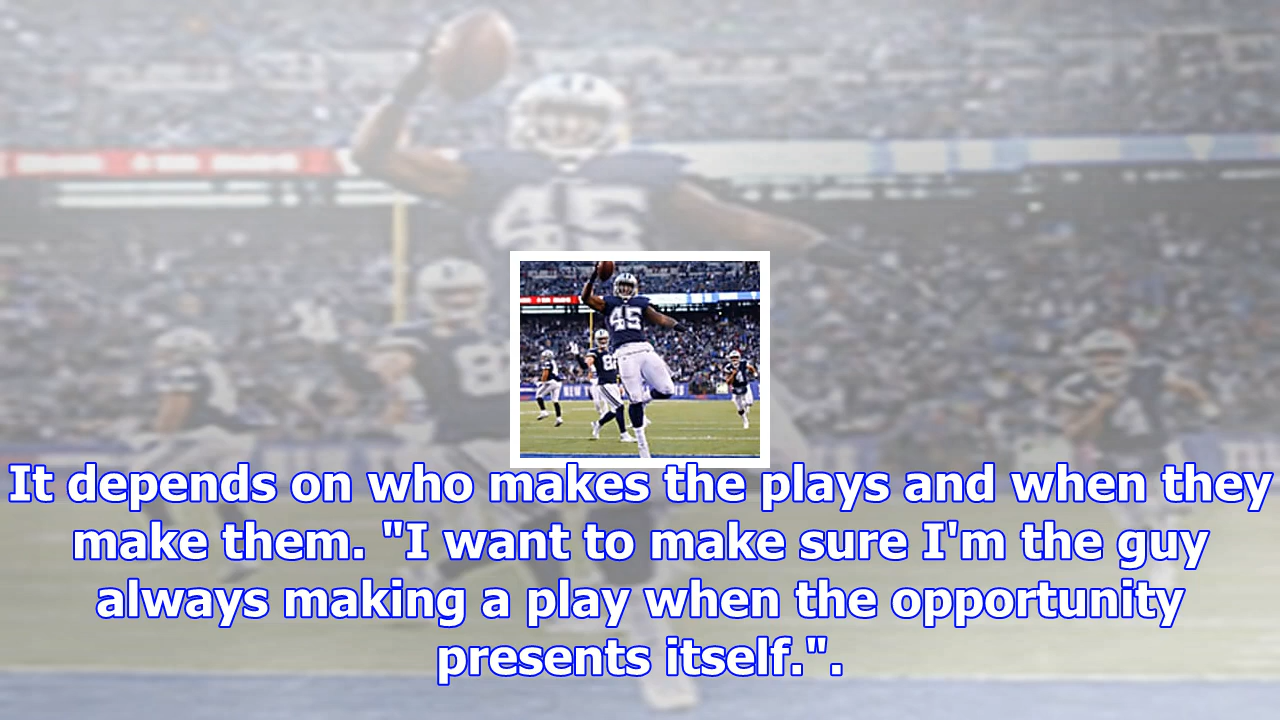 45
It depends on who makes the plays and when they
make them. "I want to make sure I'm the guy
always making a play when the opportunity
presents itself.".